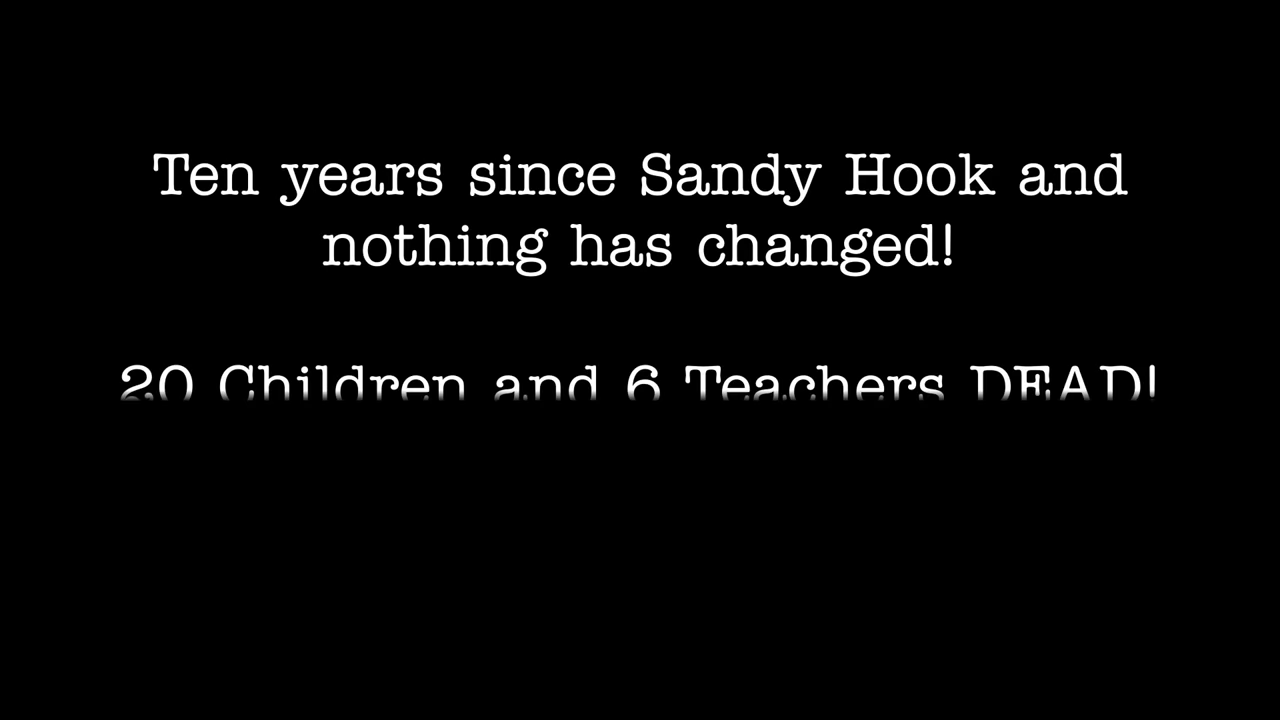 Ten years since Sandy Hook and
nothing has changed!
20 Children and 6 Teachers DEAD!